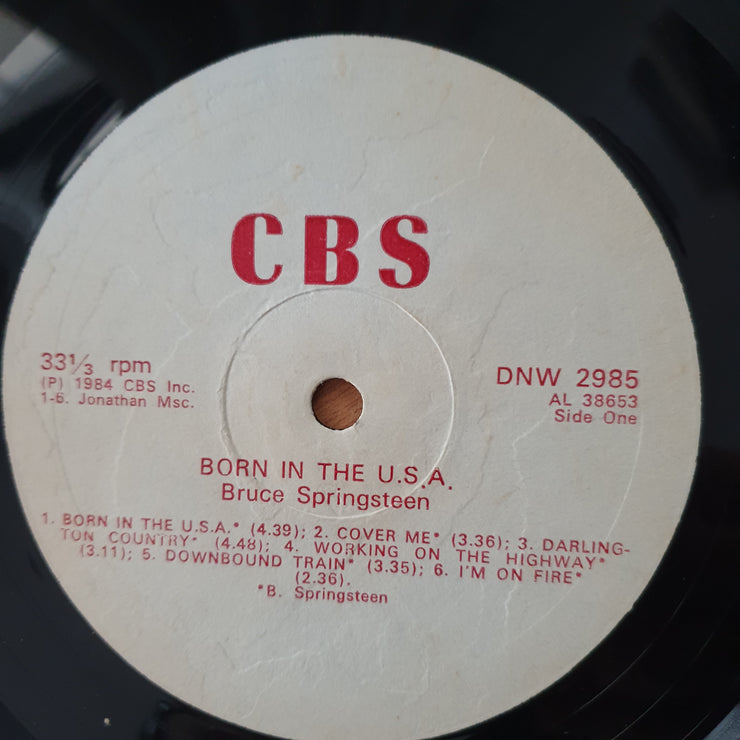 CBS
33⅓ rpm
(P) 1984 CBS Inc.
1-6. Jonathan Msc.
DNW 2985
AL 38653
Side One
BORN IN THE U.S.A.
Bruce Springsteen
1. BORN IN THE U.S.A.* (4.39); 2. COVER ME* (3.36); 3. DARLING-
TON COUNTRY* (4.48); 4. WORKING ON THE HIGHWAY*
(3.11); 5. DOWNBOUND TRAIN* (3.35); 6. I'M ON FIRE*
(2.36).
*B. Springsteen